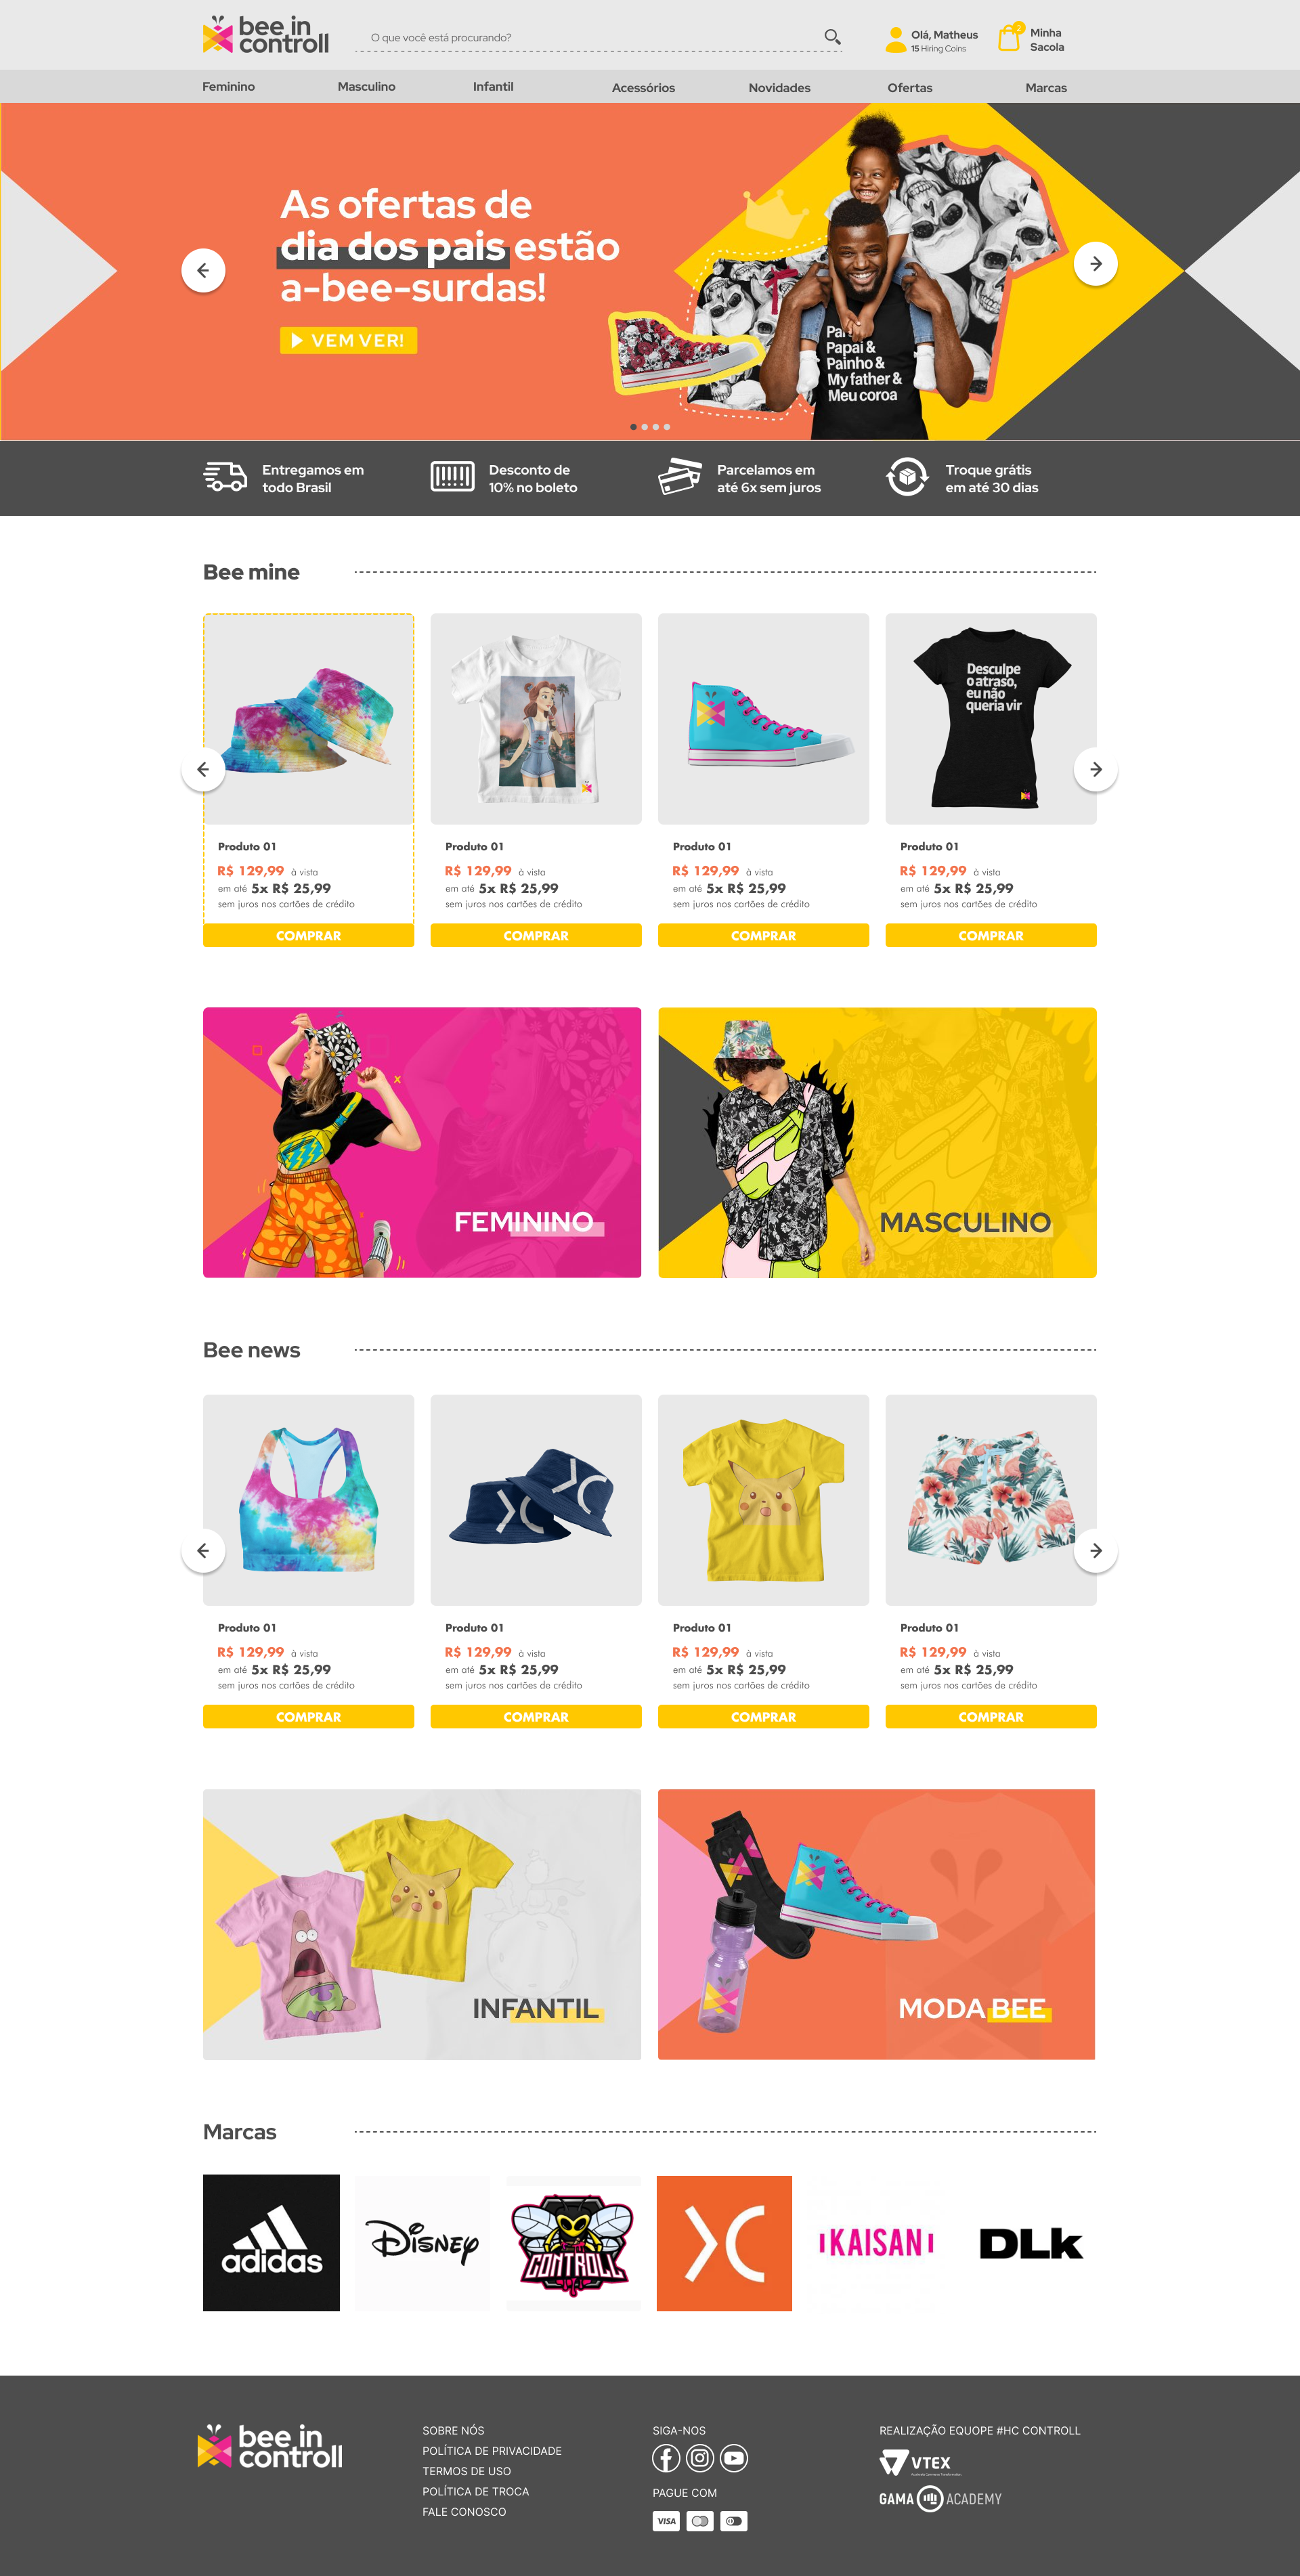 bee in
controll
O que você está procurando?
Olá, Matheus
15 Hiring Coins
2
Minha
Sacola
Feminino
Masculino
Infantil
Acessórios
Novidades
Ofertas
Marcas
As ofertas de
dia dos pais estão
a-bee-surdas!
VEM VER!
Papai &
Painho &
My father &
Meu coroa
Entregamos em
todo Brasil
Desconto de
10% no boleto
Parcelamos em
até 6x sem juros
Troque grátis
em até 30 dias
Bee mine
Desculpe
o atraso,
eu não
queria vir
Produto 01
R$ 129,99 à vista
em até 5x R$ 25,99
sem juros nos cartões de crédito
COMPRAR
Produto 01
R$ 129,99 à vista
em até 5x R$ 25,99
sem juros nos cartões de crédito
COMPRAR
Produto 01
R$ 129,99 à vista
em até 5x R$ 25,99
sem juros nos cartões de crédito
COMPRAR
Produto 01
R$ 129,99 à vista
em até 5x R$ 25,99
sem juros nos cartões de crédito
COMPRAR
FEMININO
MASCULINO
Bee news
Produto 01
R$ 129,99 à vista
em até 5x R$ 25,99
sem juros nos cartões de crédito
COMPRAR
Produto 01
R$ 129,99 à vista
em até 5x R$ 25,99
sem juros nos cartões de crédito
COMPRAR
Produto 01
R$ 129,99 à vista
em até 5x R$ 25,99
sem juros nos cartões de crédito
COMPRAR
Produto 01
R$ 129,99 à vista
em até 5x R$ 25,99
sem juros nos cartões de crédito
COMPRAR
INFANTIL
MODA BEE
Marcas
adidas
Disney
CONTROLL
KAISAN
DLK
bee in
controll
SOBRE NÓS
POLÍTICA DE PRIVACIDADE
TERMOS DE USO
POLÍTICA DE TROCA
FALE CONOSCO
SIGA-NOS
PAGUE COM
VISA
REALIZAÇÃO EQUOPE #HC CONTROLL
VTEX
GAMA ACADEMY